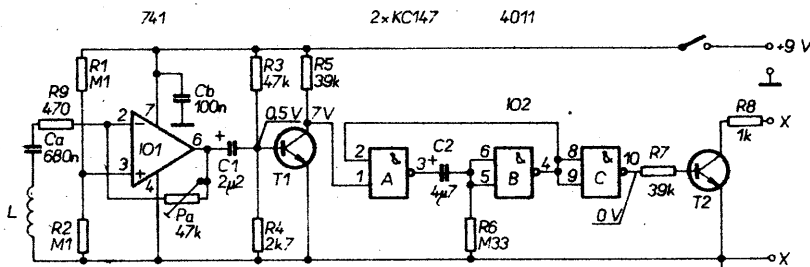 741 2×KC147 4011
+9 V
R1
M1
R3
47k
R5
39k
Cb
100n
R9
470
Ca
680n
L
2
3
7
4
6
IO1
+
C1
2μ2
Pa
47k
R2
M1
0,5V
7V
T1
R4
2k7
IO2
2
1
&
A
3
+
C2
4μ7
6
5
&
B
4
R6
M33
8
9
&
C
10
0V
R7
39k
T2
R8
1k
X
X